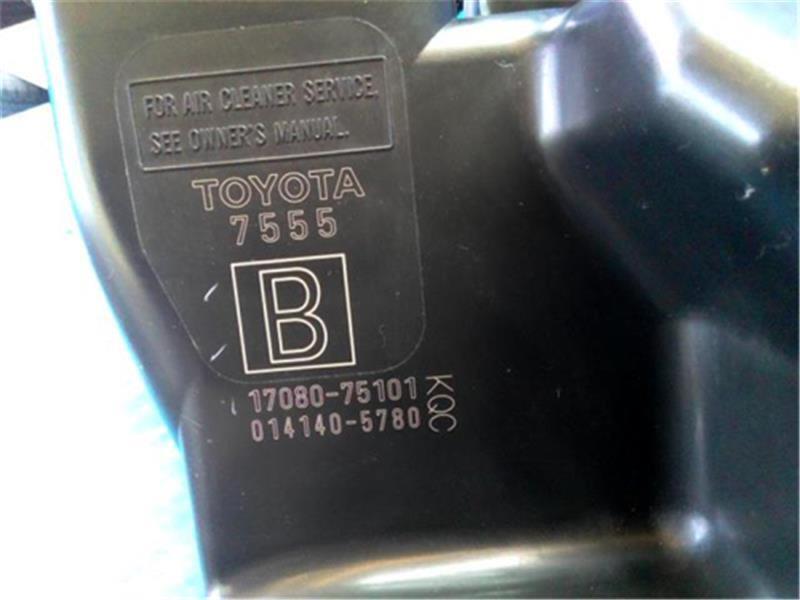 FOR AIR CLEANER SERVICE,
SEE OWNER'S MANUAL.
TOYOTA
7555
B
17080-75101
014140-5780
KQC